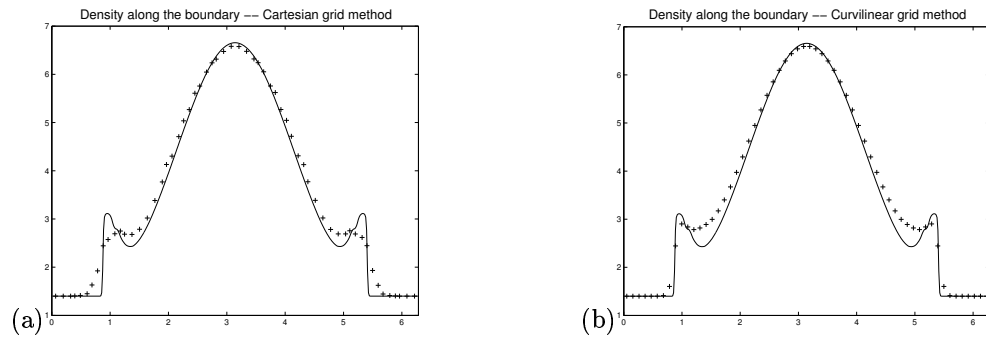 Density along the boundary −− Cartesian grid method
7
6
5
4
3
2
1
0 1 2 3 4 5 6
(a)
Density along the boundary −− Curvilinear grid method
7
6
5
4
3
2
1
0 1 2 3 4 5 6
(b)